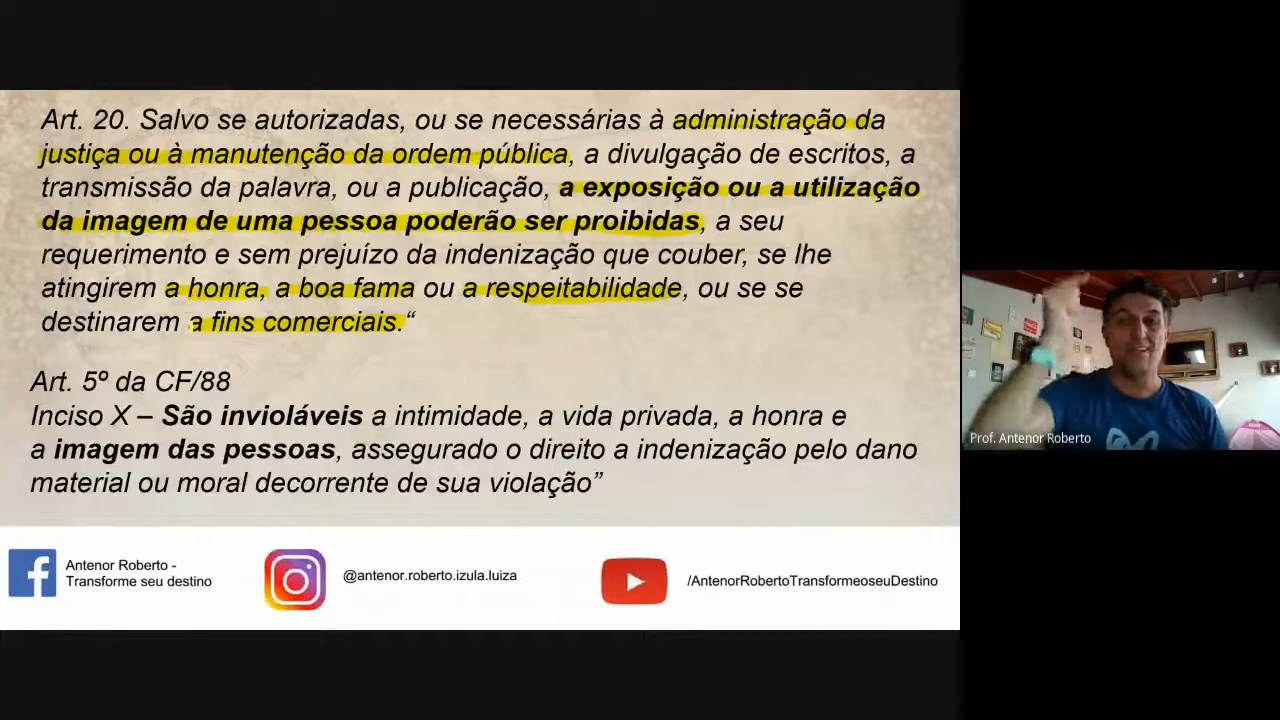 Art. 20. Salvo se autorizadas, ou se necessárias à administração da
justiça ou à manutenção da ordem pública, a divulgação de escritos, a
transmissão da palavra, ou a publicação, a exposição ou a utilização
da imagem de uma pessoa poderão ser proibidas, a seu
requerimento e sem prejuízo da indenização que couber, se lhe
atingirem a honra, a boa fama ou a respeitabilidade, ou se se
destinarem a fins comerciais.“
Art. 5º da CF/88
Inciso X – São invioláveis a intimidade, a vida privada, a honra e
a imagem das pessoas, assegurado o direito a indenização pelo dano
material ou moral decorrente de sua violação”
Antenor Roberto -
Transforme seu destino
@antenor.roberto.izula.luiza
/AntenorRobertoTransformeoseuDestino
Prof. Antenor Roberto